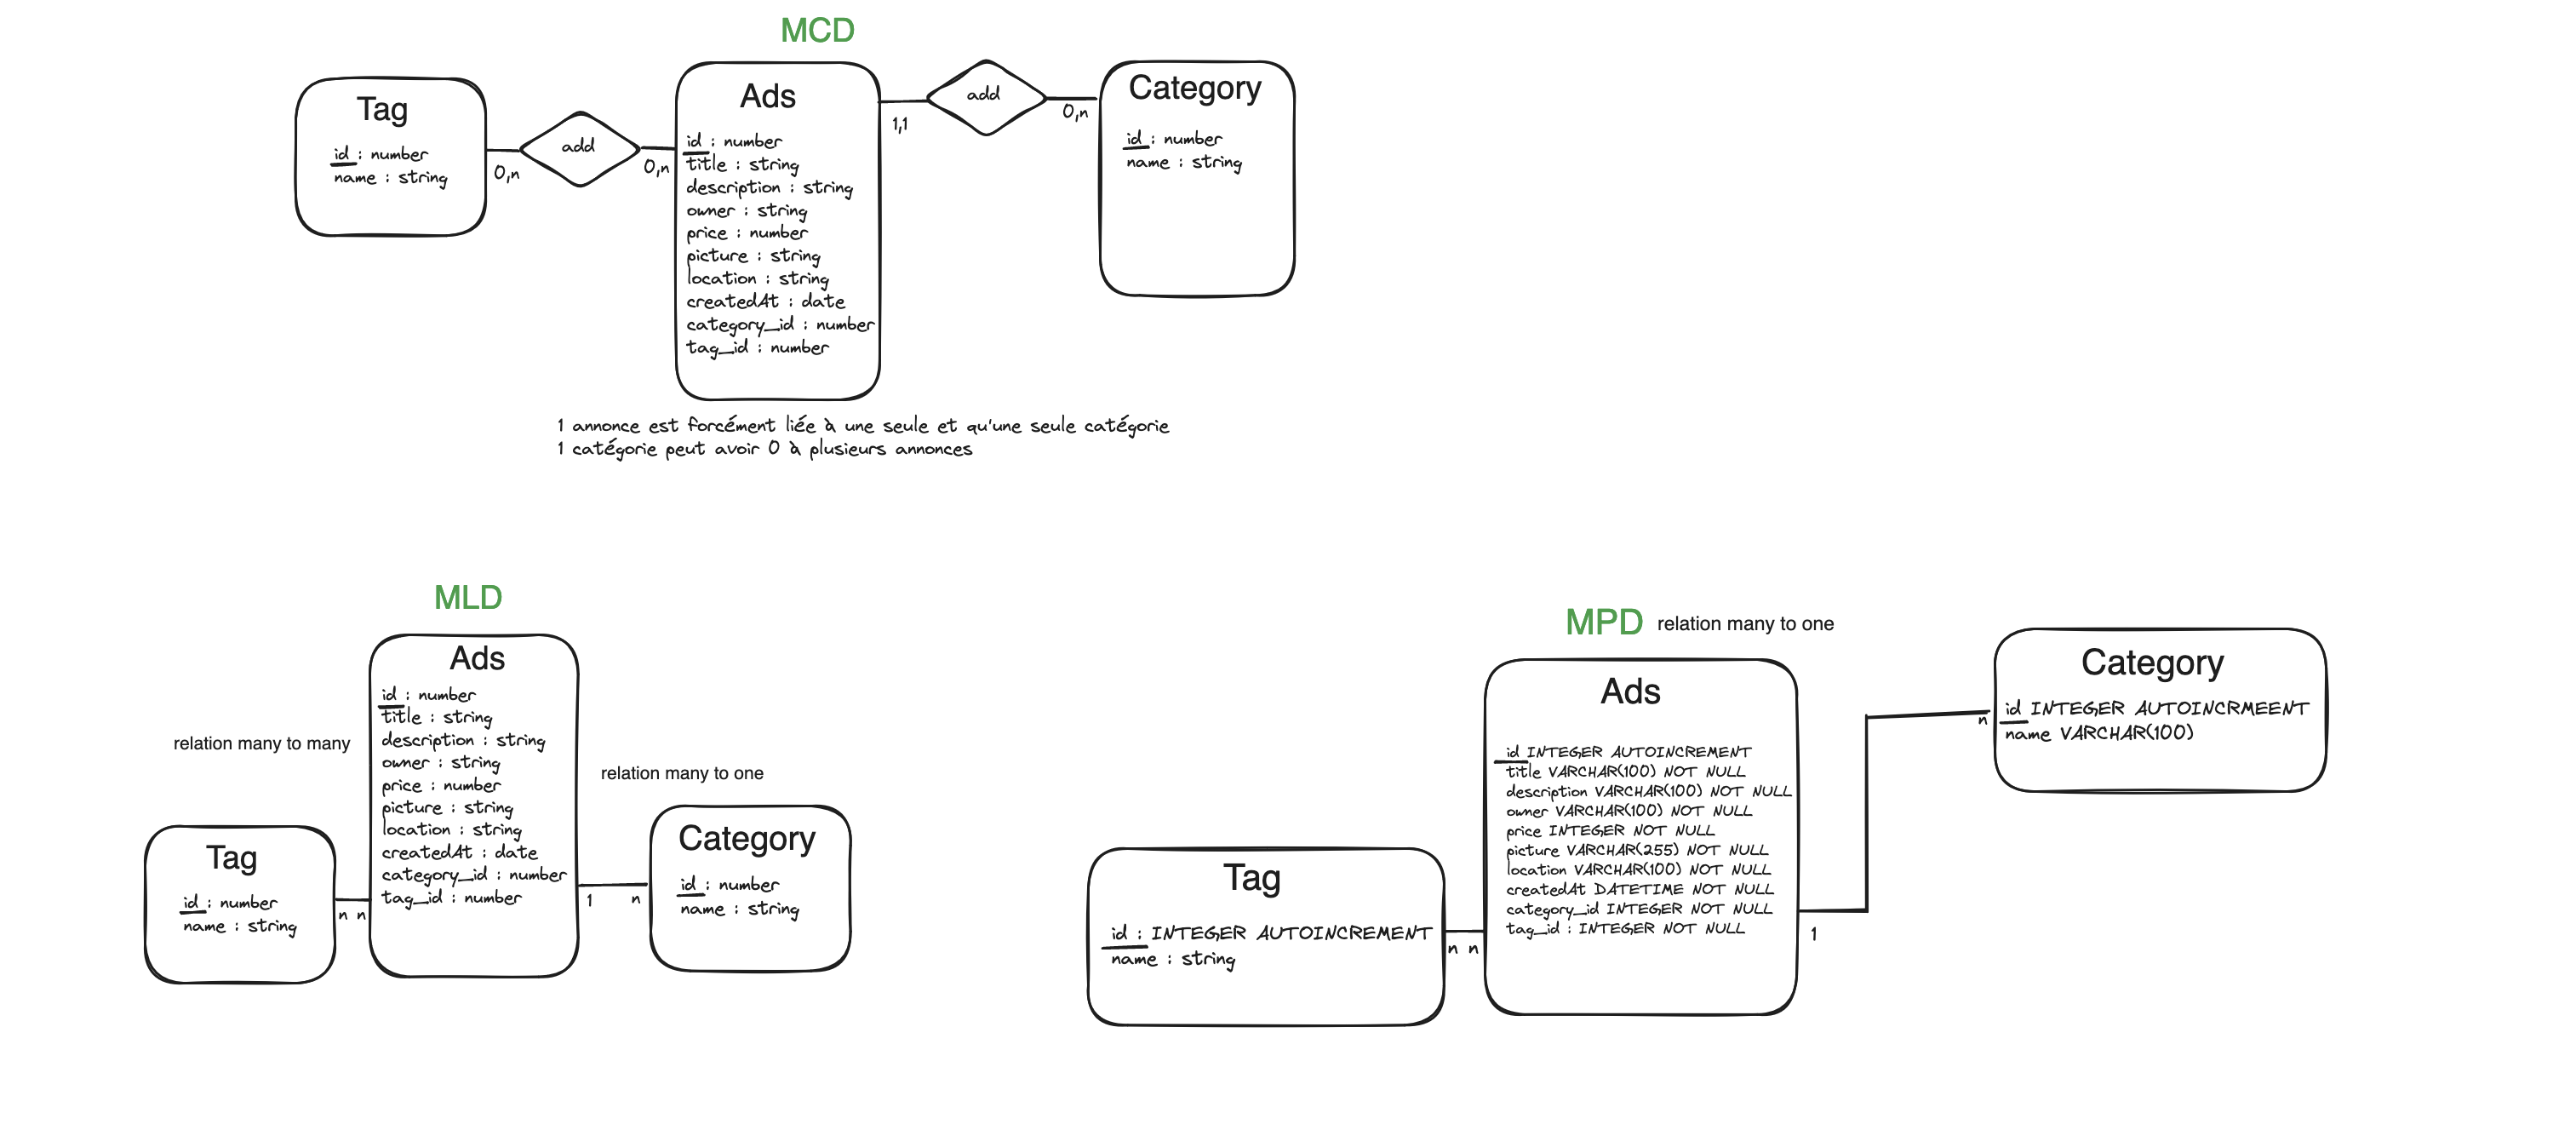 MCD
Tag
id : number
name : string
0,n
add
0,n
Ads
id : number
title : string
description : string
owner : string
price : number
picture : string
location : string
createdAt : date
category_id : number
tag_id : number
1,1
add
0,n
Category
id : number
name : string
1 annonce est forcément liée à une seule et qu'une seule catégorie
1 catégorie peut avoir 0 à plusieurs annonces
MLD
relation many to many
Tag
id : number
name : string
n n
Ads
id : number
title : string
description : string
owner : string
price : number
picture : string
location : string
createdAt : date
category_id : number
tag_id : number
relation many to one
1 n
Category
id : number
name : string
MPD relation many to one
Tag
id : INTEGER AUTOINCREMENT
name : string
n n
Ads
id INTEGER AUTOINCREMENT
title VARCHAR(100) NOT NULL
description VARCHAR(100) NOT NULL
owner VARCHAR(100) NOT NULL
price INTEGER NOT NULL
picture VARCHAR(255) NOT NULL
location VARCHAR(100) NOT NULL
createdAt DATETIME NOT NULL
category_id INTEGER NOT NULL
tag_id : INTEGER NOT NULL
1
n
Category
id INTEGER AUTOINCRMEENT
name VARCHAR(100)